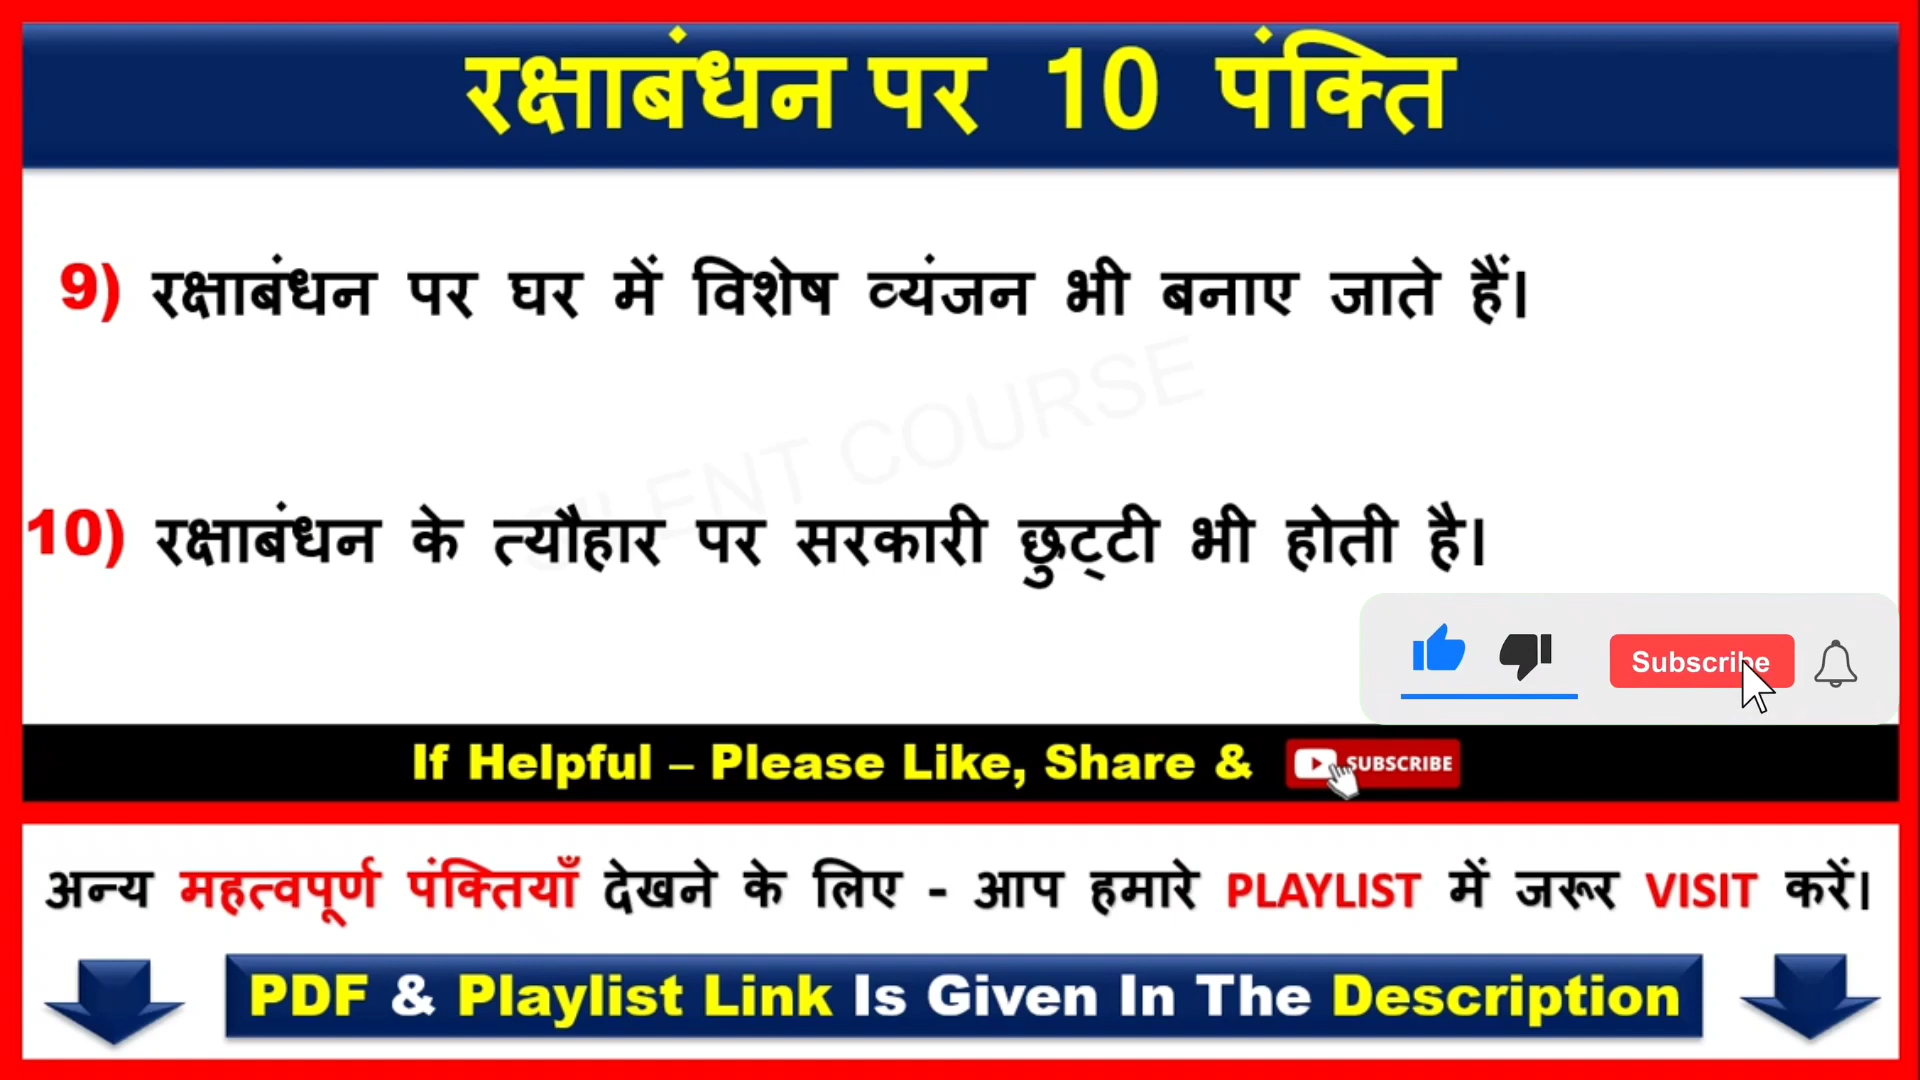 रक्षाबंधन पर 10 पंक्ति
9) रक्षाबंधन पर घर में विशेष व्यंजन भी बनाए जाते हैं।
SILENT COURSE
10) रक्षाबंधन के त्यौहार पर सरकारी छुट्टी भी होती है।
Subscribe
If Helpful – Please Like, Share & SUBSCRIBE
अन्य महत्वपूर्ण पंक्तियाँ देखने के लिए - आप हमारे PLAYLIST में जरूर VISIT करें।
PDF & Playlist Link Is Given In The Description